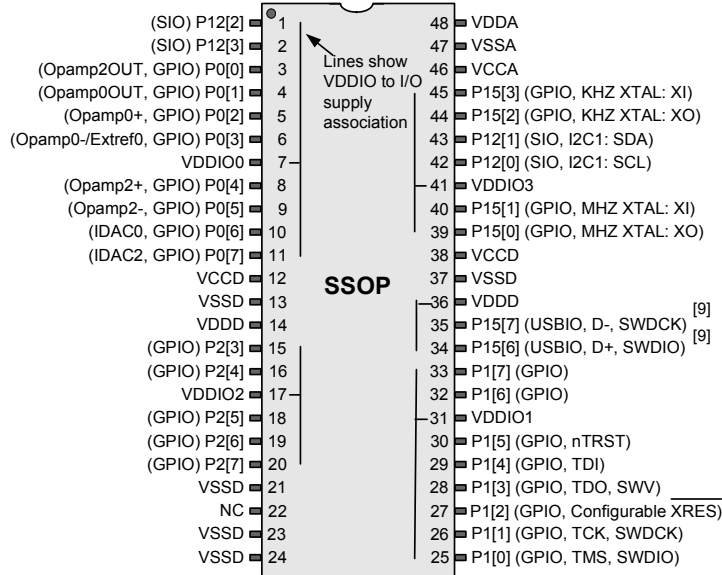 (SIO) P12[2] 1 48 VDDA
(SIO) P12[3] 2 47 VSSA
(Opamp2OUT, GPIO) P0[0] 3 46 VCCA
(Opamp0OUT, GPIO) P0[1] 4 45 P15[3] (GPIO, KHZ XTAL: XI)
(Opamp0+, GPIO) P0[2] 5 44 P15[2] (GPIO, KHZ XTAL: XO)
(Opamp0-/Extref0, GPIO) P0[3] 6 43 P12[1] (SIO, I2C1: SDA)
VDDIO0 7 42 P12[0] (SIO, I2C1: SCL)
(Opamp2+, GPIO) P0[4] 8 41 VDDIO3
(Opamp2-, GPIO) P0[5] 9 40 P15[1] (GPIO, MHZ XTAL: XI)
(IDAC0, GPIO) P0[6] 10 39 P15[0] (GPIO, MHZ XTAL: XO)
(IDAC2, GPIO) P0[7] 11 38 VCCD
VCCD 12 37 VSSD
VSSD 13 36 VDDD
VDDD 14 35 P15[7] (USBIO, D-, SWDCK) [9]
(GPIO) P2[3] 15 34 P15[6] (USBIO, D+, SWDIO) [9]
(GPIO) P2[4] 16 33 P1[7] (GPIO)
VDDIO2 17 32 P1[6] (GPIO)
(GPIO) P2[5] 18 31 VDDIO1
(GPIO) P2[6] 19 30 P1[5] (GPIO, nTRST)
(GPIO) P2[7] 20 29 P1[4] (GPIO, TDI)
VSSD 21 28 P1[3] (GPIO, TDO, SWV)
NC 22 27 P1[2] (GPIO, Configurable XRES)
VSSD 23 26 P1[1] (GPIO, TCK, SWDCK)
VSSD 24 25 P1[0] (GPIO, TMS, SWDIO)
Lines show
VDDIO to I/O
supply
association
SSOP